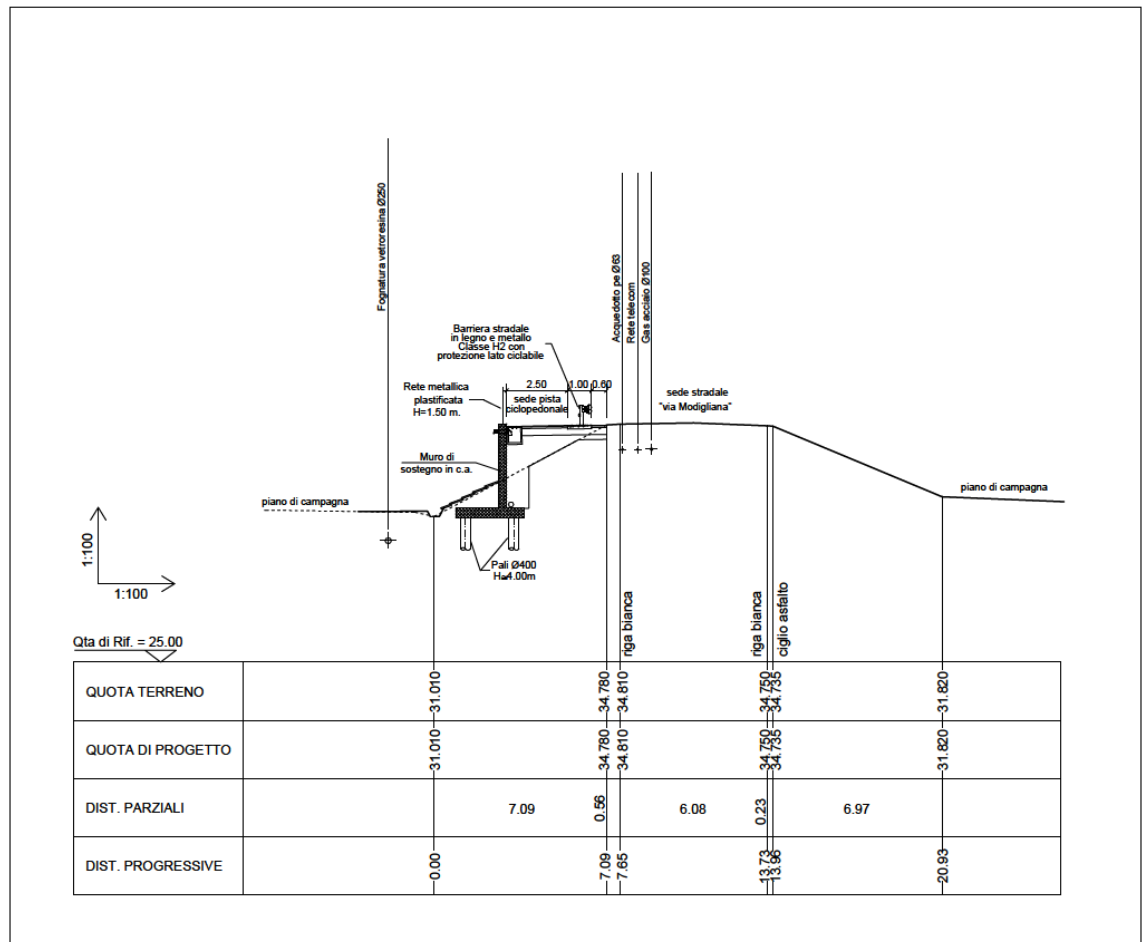 Fognatura vetroresina Ø250
Acquedotto pe Ø63
Rete telecom
Gas acciaio Ø100
Barriera stradale
in legno e metallo
Classe H2 con
protezione lato ciclabile
Rete metallica
plastificata
H=1.50 m.
2.50
1.00
0.60
sede pista
ciclopedonale
sede stradale
"via Modigliana"
Muro di
sostegno in c.a.
piano di campagna
piano di campagna
Pali Ø400
H=4.00m
1:100
1:100
riga bianca
riga bianca
ciglio asfalto
Qta di Rif. = 25.00
QUOTA TERRENO
31.010
34.780
34.810
34.750
34.735
31.820
QUOTA DI PROGETTO
31.010
34.780
34.810
34.750
34.735
31.820
DIST. PARZIALI
7.09
0.56
6.08
0.23
6.97
DIST. PROGRESSIVE
0.00
7.09
7.65
13.73
13.96
20.93